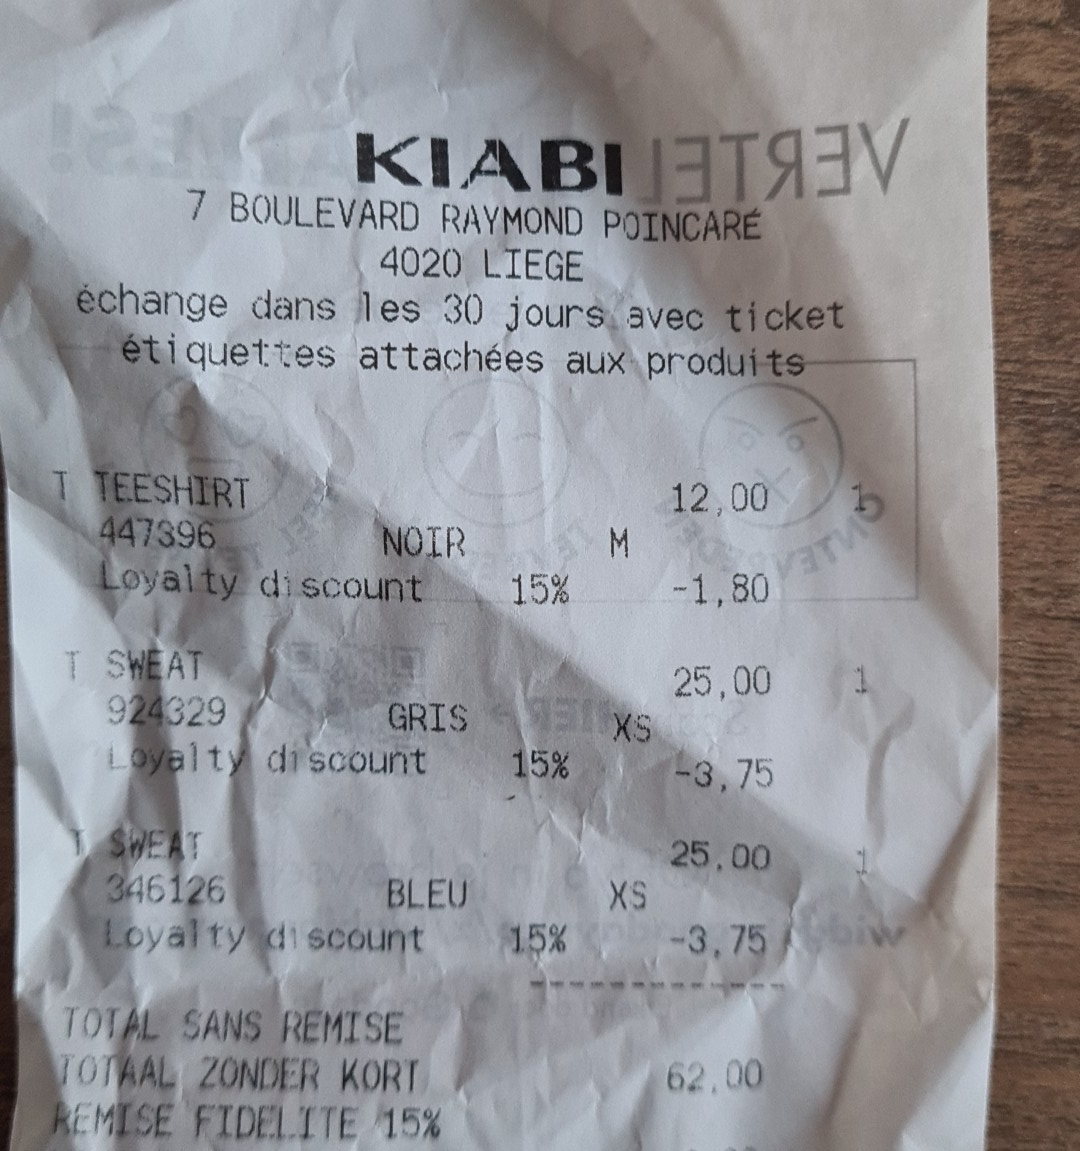 KIABI
7 BOULEVARD RAYMOND POINCARÉ
4020 LIEGE
échange dans les 30 jours avec ticket
étiquettes attachées aux produits
T TEESHIRT 12,00 1
447396 NOIR M
Loyalty discount 15% -1,80
T SWEAT 25,00 1
924329 GRIS XS
Loyalty discount 15% -3,75
T SWEAT 25,00 1
346126 BLEU XS
Loyalty discount 15% -3,75
TOTAL SANS REMISE
TOTAAL ZONDER KORT 62,00
REMISE FIDELITE 15%